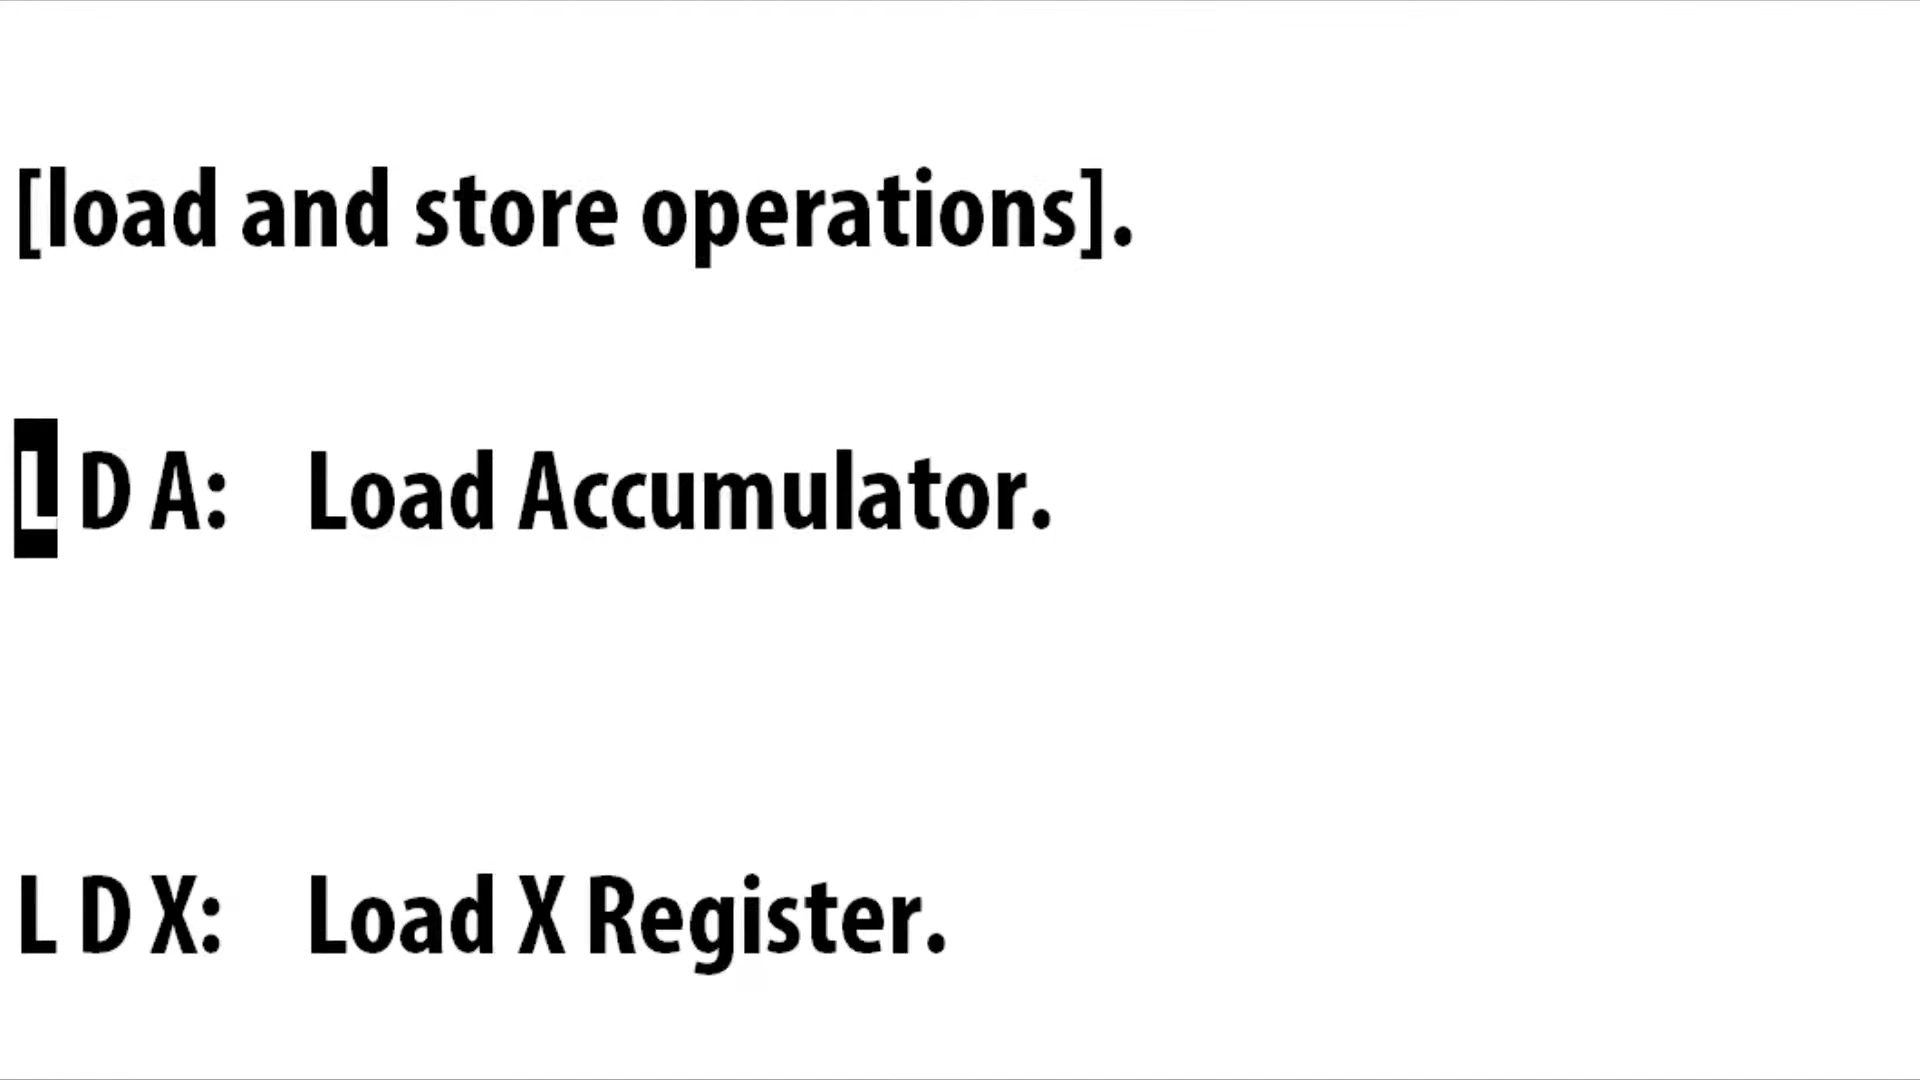 [load and store operations].
L D A: Load Accumulator.
L D X: Load X Register.